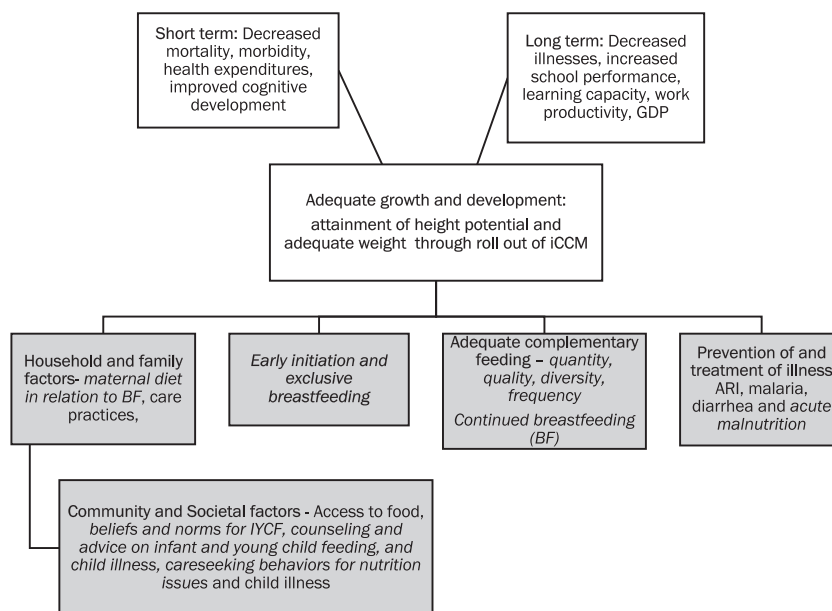 Short term: Decreased
mortality, morbidity,
health expenditures,
improved cognitive
development
Long term: Decreased
illnesses, increased
school performance,
learning capacity, work
productivity, GDP
Adequate growth and development:
attainment of height potential and
adequate weight through roll out of iCCM
Household and family
factors- maternal diet
in relation to BF, care
practices,
Early initiation and
exclusive
breastfeeding
Adequate complementary
feeding – quantity,
quality, diversity,
frequency
Continued breastfeeding
(BF)
Prevention of and
treatment of illness
ARI, malaria,
diarrhea and acute
malnutrition
Community and Societal factors - Access to food,
beliefs and norms for IYCF, counseling and
advice on infant and young child feeding, and
child illness, careseeking behaviors for nutrition
issues and child illness